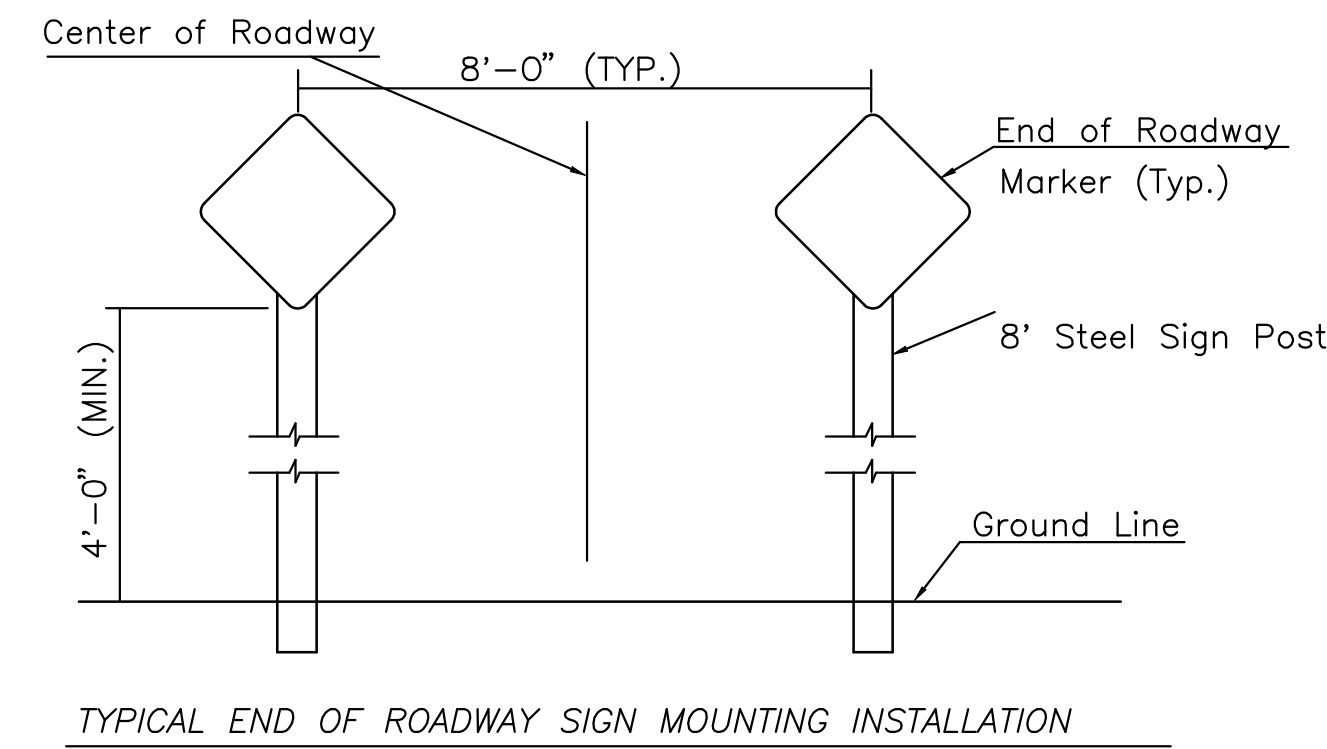 Center of Roadway
8'-0" (TYP.)
End of Roadway
Marker (Typ.)
8' Steel Sign Post
4'-0" (MIN.)
Ground Line
TYPICAL END OF ROADWAY SIGN MOUNTING INSTALLATION